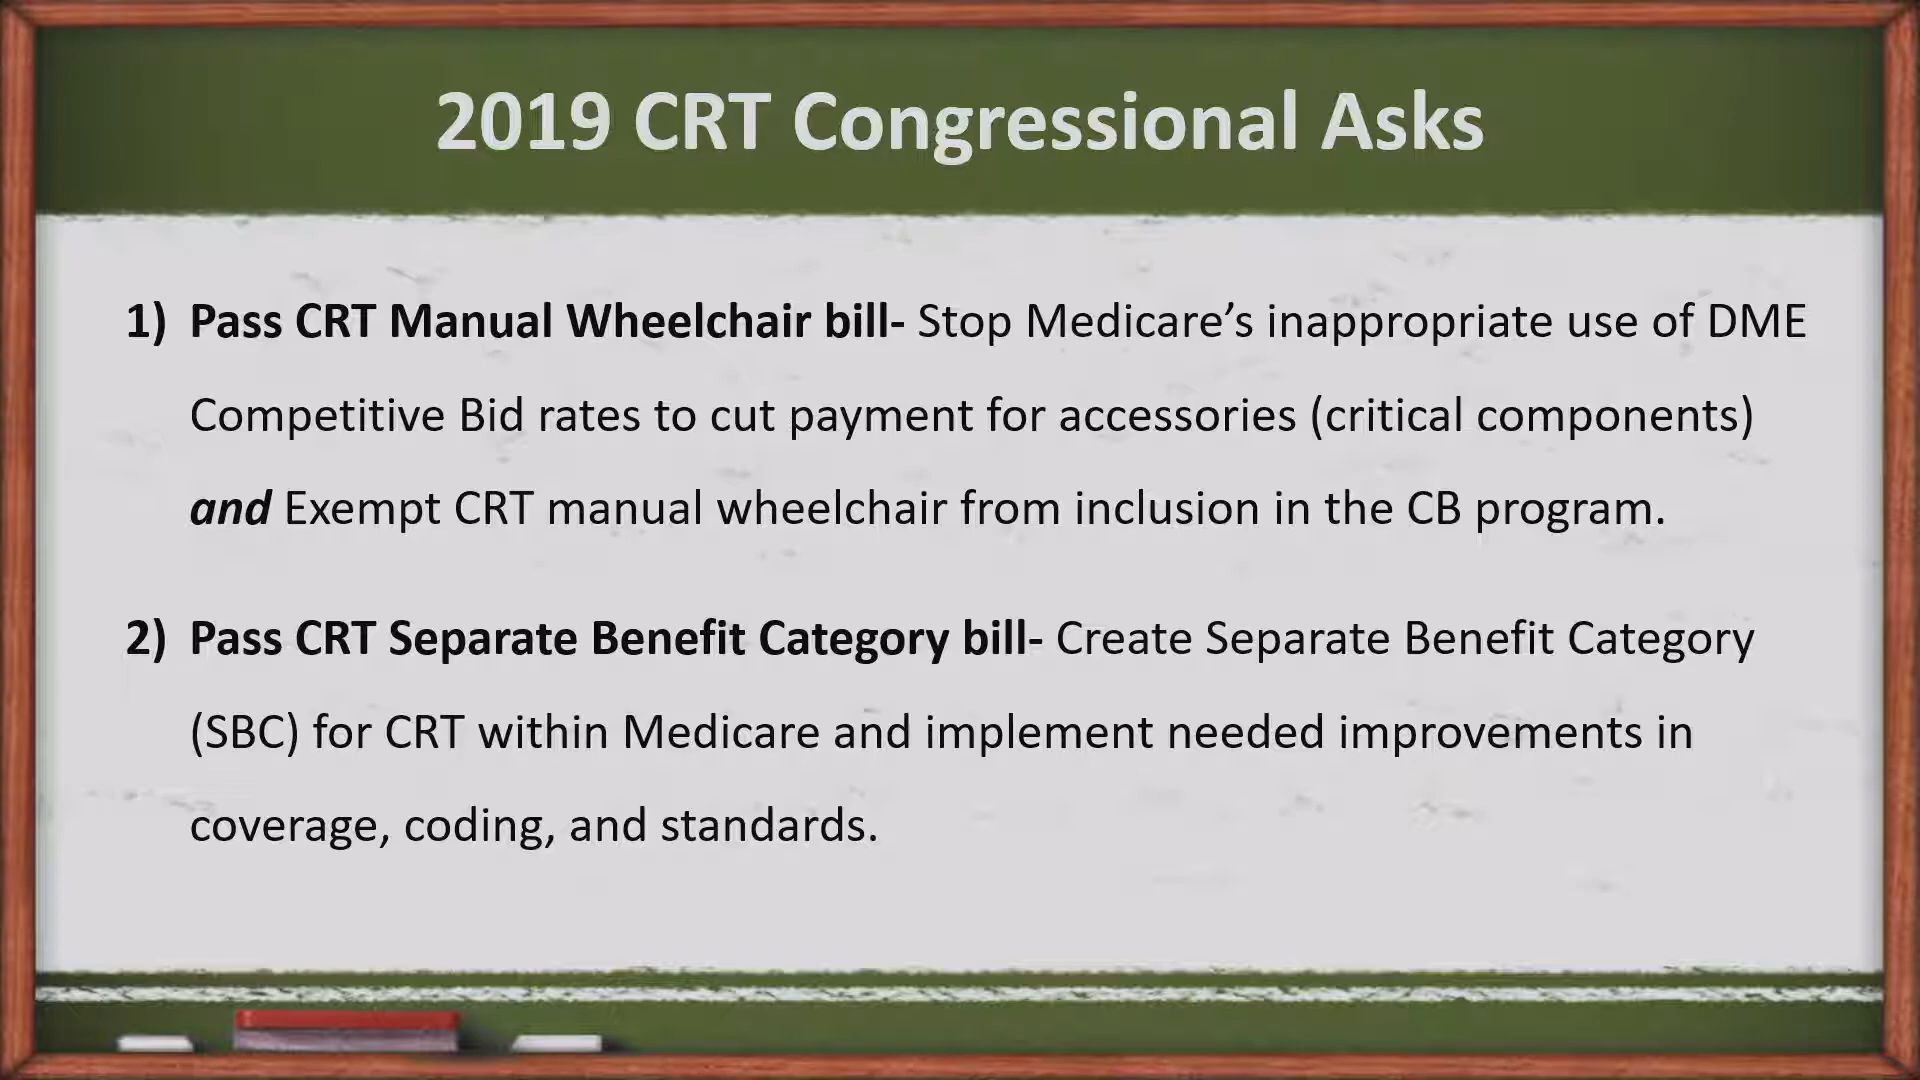 2019 CRT Congressional Asks
1) Pass CRT Manual Wheelchair bill- Stop Medicare’s inappropriate use of DME
Competitive Bid rates to cut payment for accessories (critical components)
and Exempt CRT manual wheelchair from inclusion in the CB program.
2) Pass CRT Separate Benefit Category bill- Create Separate Benefit Category
(SBC) for CRT within Medicare and implement needed improvements in
coverage, coding, and standards.